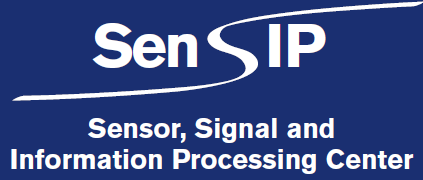 SenSIP
Sensor, Signal and
Information Processing Center